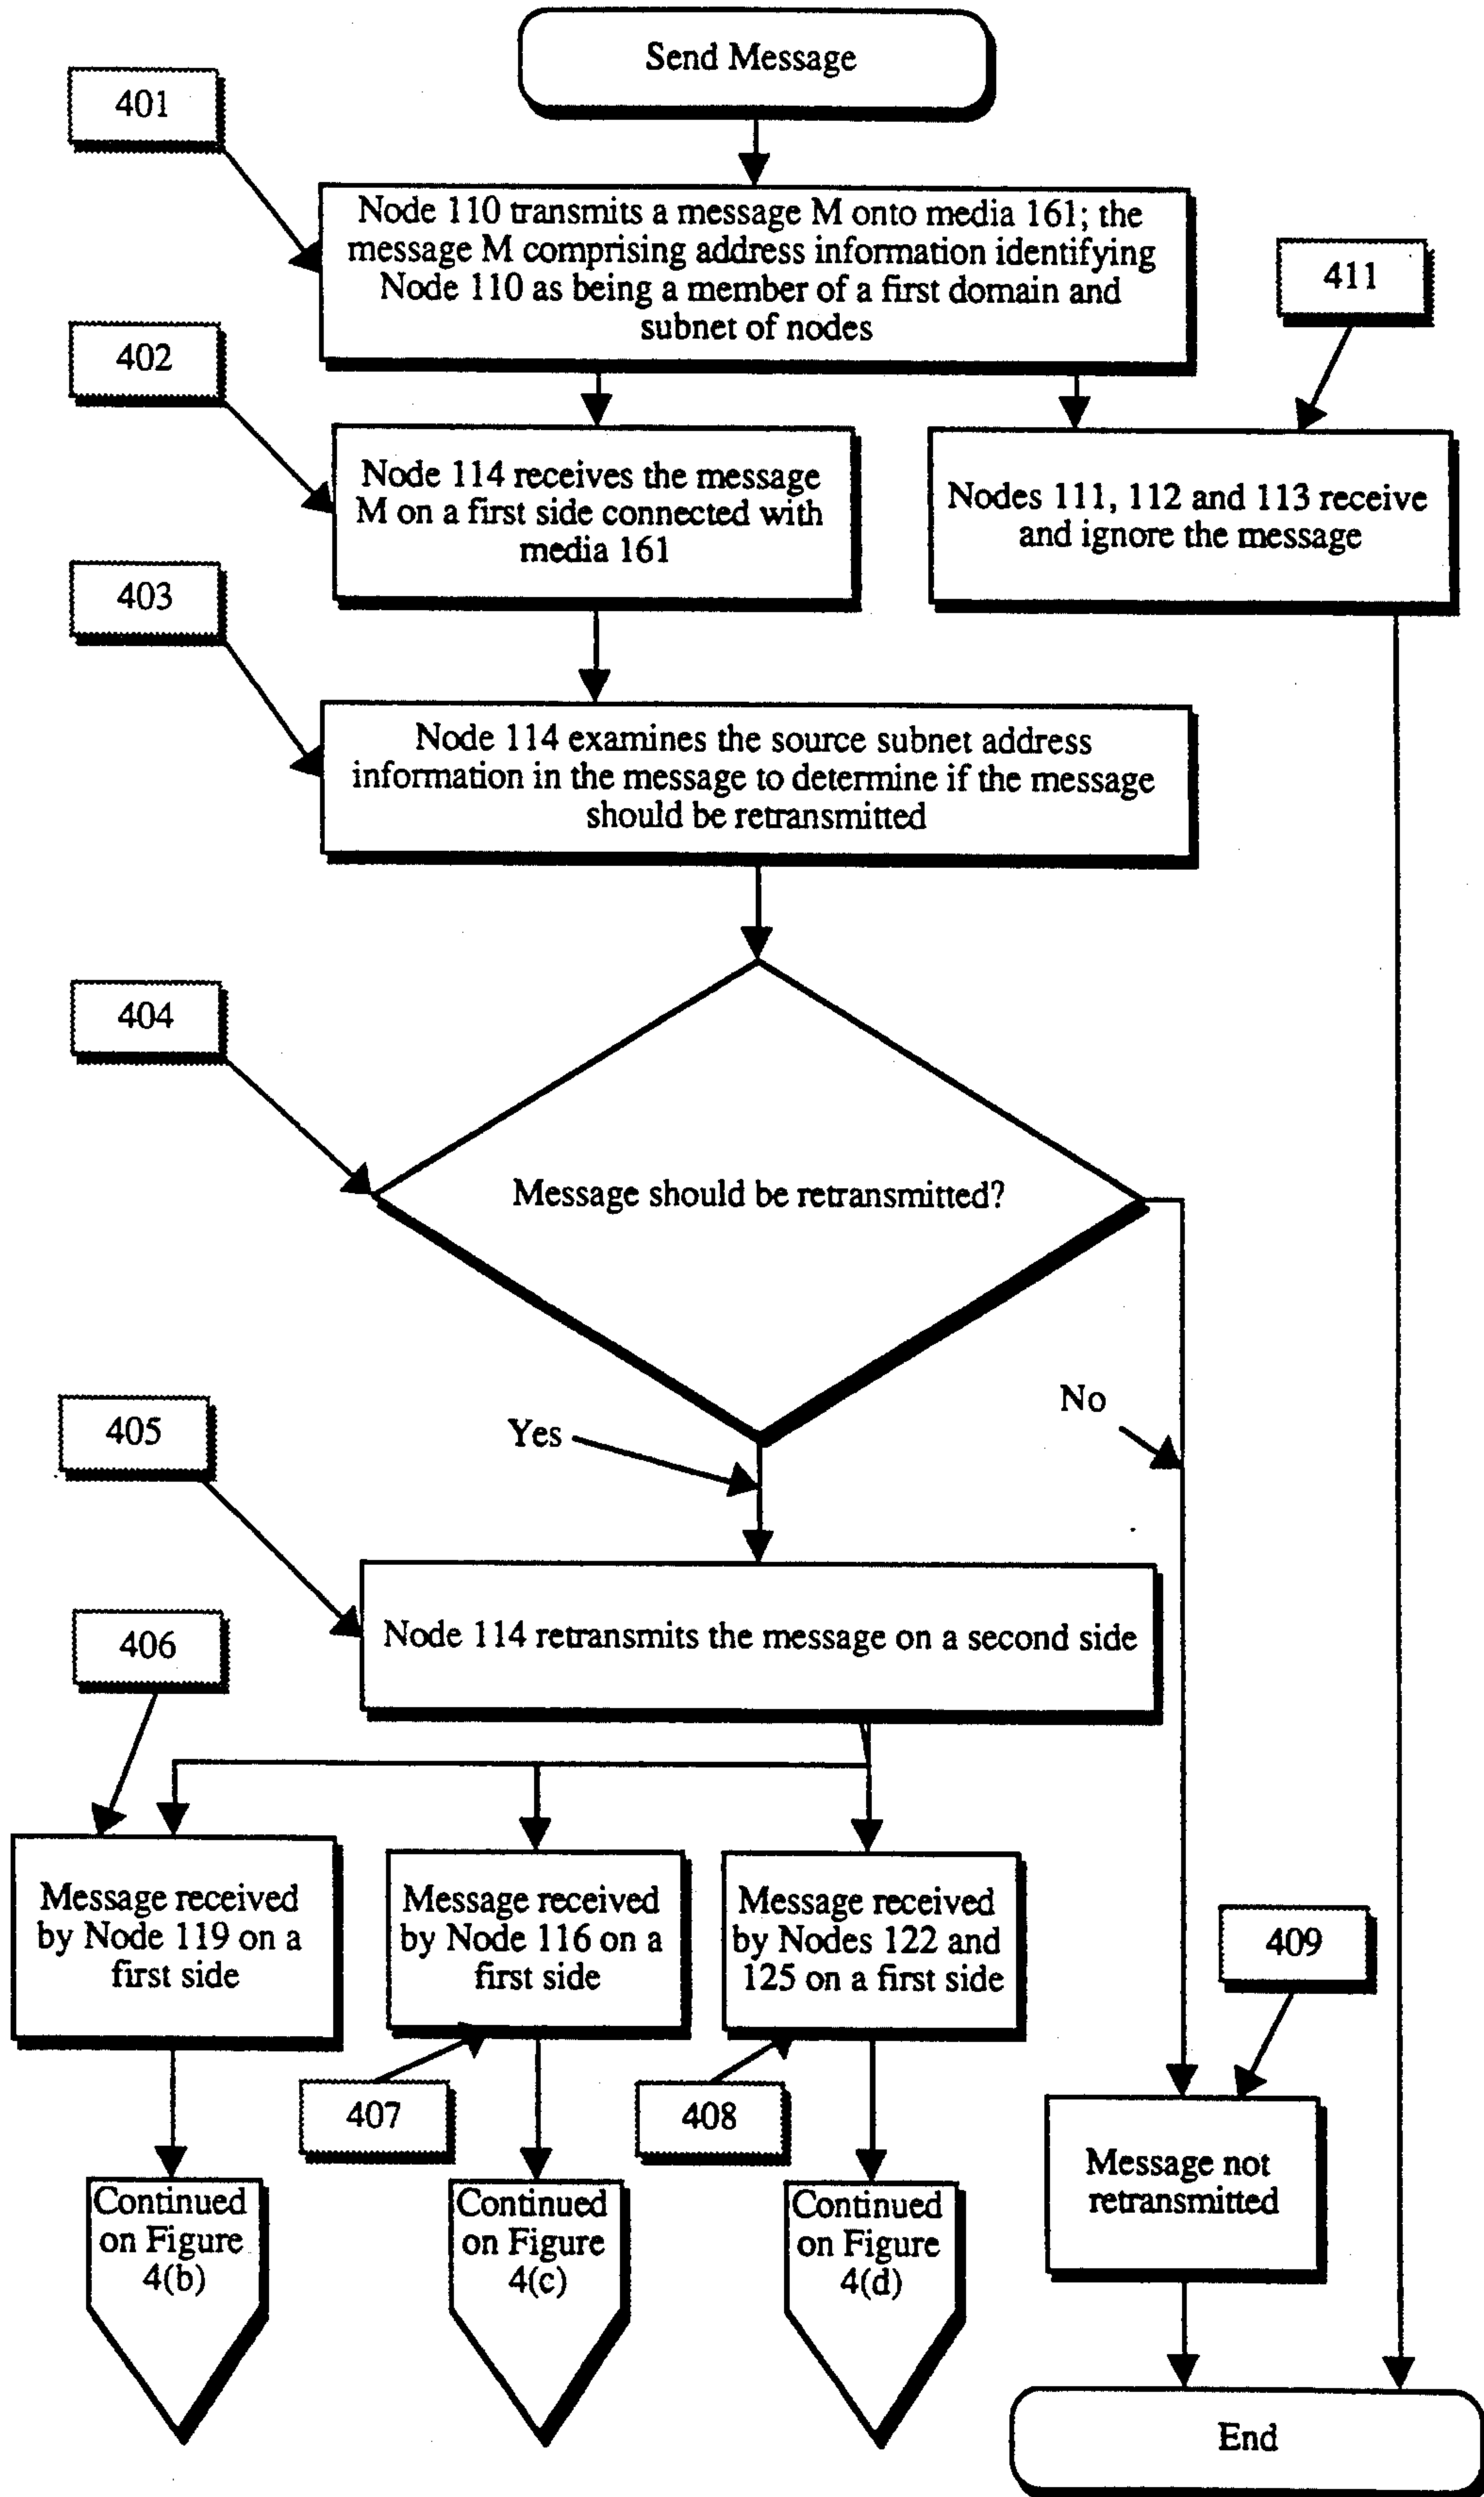 Send Message
401
Node 110 transmits a message M onto media 161; the
message M comprising address information identifying
Node 110 as being a member of a first domain and
subnet of nodes
411
402
Node 114 receives the message
M on a first side connected with
media 161
Nodes 111, 112 and 113 receive
and ignore the message
403
Node 114 examines the source subnet address
information in the message to determine if the message
should be retransmitted
404
Message should be retransmitted?
No
Yes
405
Node 114 retransmits the message on a second side
406
Message received
by Node 119 on a
first side
Message received
by Node 116 on a
first side
Message received
by Nodes 122 and
125 on a first side
409
407
408
Message not
retransmitted
Continued
on Figure
4(b)
Continued
on Figure
4(c)
Continued
on Figure
4(d)
End